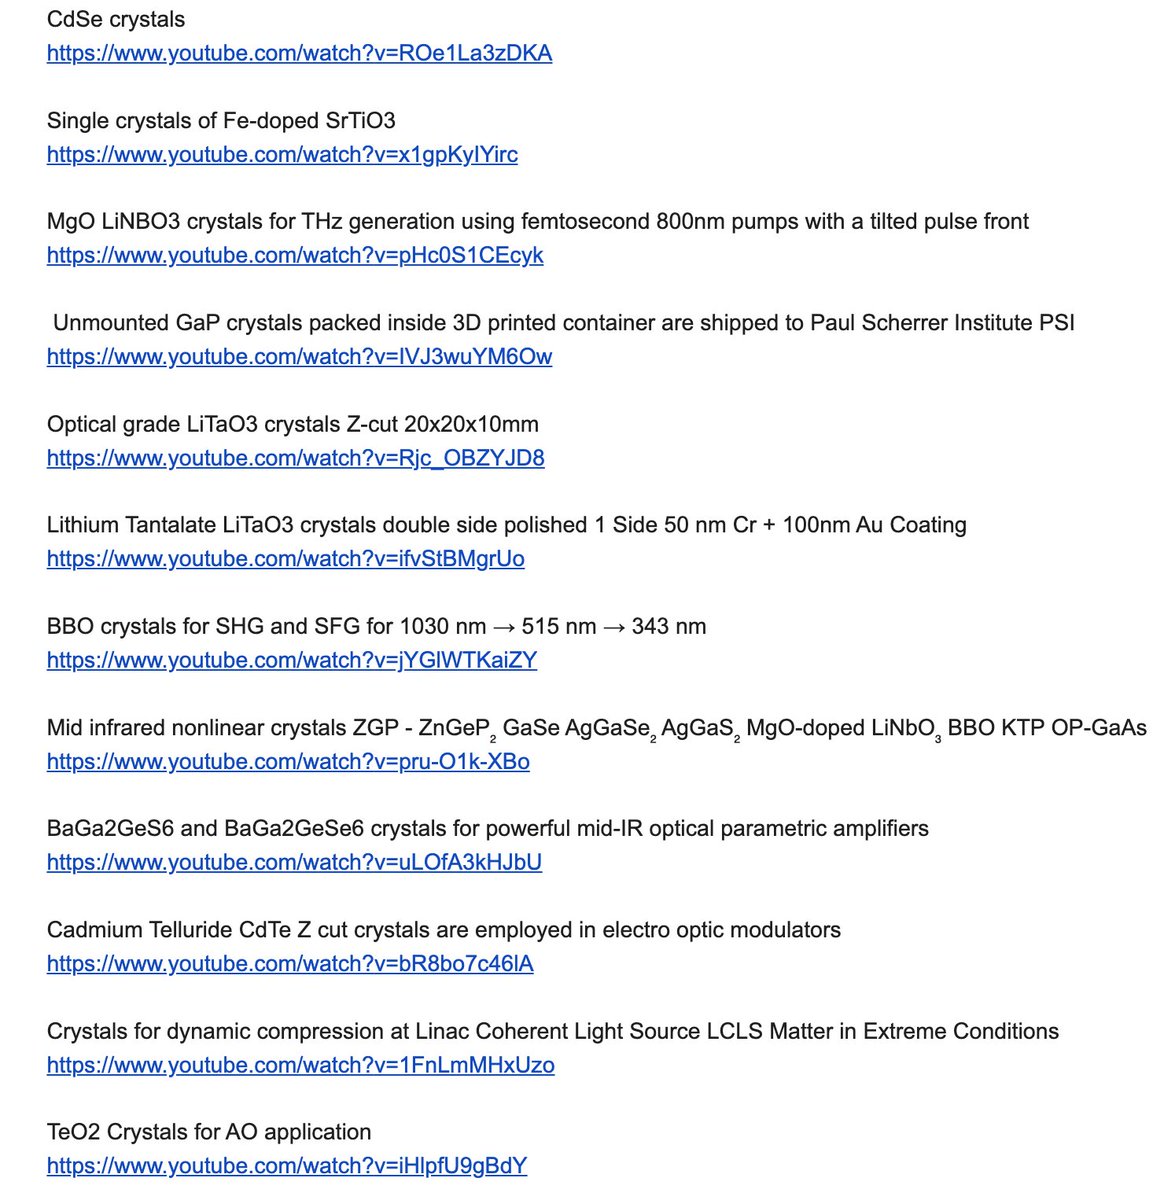 CdSe crystals
https://www.youtube.com/watch?v=ROe1La3zDKA
Single crystals of Fe-doped SrTiO3
https://www.youtube.com/watch?v=x1gpKyIYirc
MgO LiNBO3 crystals for THz generation using femtosecond 800nm pumps with a tilted pulse front
https://www.youtube.com/watch?v=pHc0S1CEcyk
Unmounted GaP crystals packed inside 3D printed container are shipped to Paul Scherrer Institute PSI
https://www.youtube.com/watch?v=lVJ3wuYM6Ow
Optical grade LiTaO3 crystals Z-cut 20x20x10mm
https://www.youtube.com/watch?v=Rjc_OBZYJD8
Lithium Tantalate LiTaO3 crystals double side polished 1 Side 50 nm Cr + 100nm Au Coating
https://www.youtube.com/watch?v=ifvStBMgrUo
BBO crystals for SHG and SFG for 1030 nm → 515 nm → 343 nm
https://www.youtube.com/watch?v=jYGlWTKaiZY
Mid infrared nonlinear crystals ZGP - ZnGeP₂ GaSe AgGaSe₂ AgGaS₂ MgO-doped LiNbO₃ BBO KTP OP-GaAs
https://www.youtube.com/watch?v=pru-O1k-XBo
BaGa2GeS6 and BaGa2GeSe6 crystals for powerful mid-IR optical parametric amplifiers
https://www.youtube.com/watch?v=uLOfA3kHJbU
Cadmium Telluride CdTe Z cut crystals are employed in electro optic modulators
https://www.youtube.com/watch?v=bR8bo7c46lA
Crystals for dynamic compression at Linac Coherent Light Source LCLS Matter in Extreme Conditions
https://www.youtube.com/watch?v=1FnLmMHxUzo
TeO2 Crystals for AO application
https://www.youtube.com/watch?v=iHlpfU9gBdY